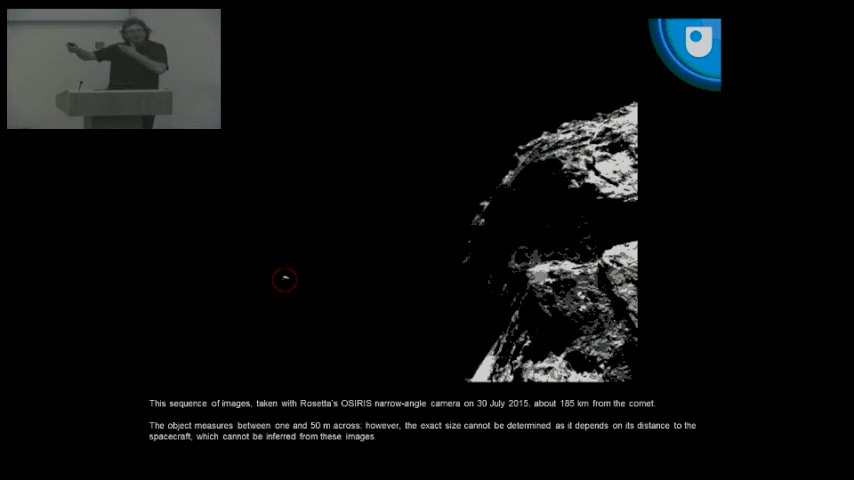 This sequence of images, taken with Rosetta's OSIRIS narrow-angle camera on 30 July 2015, about 185 km from the comet.
The object measures between one and 50 m across: however, the exact size cannot be determined as it depends on its distance to the
spacecraft, which cannot be inferred from these images